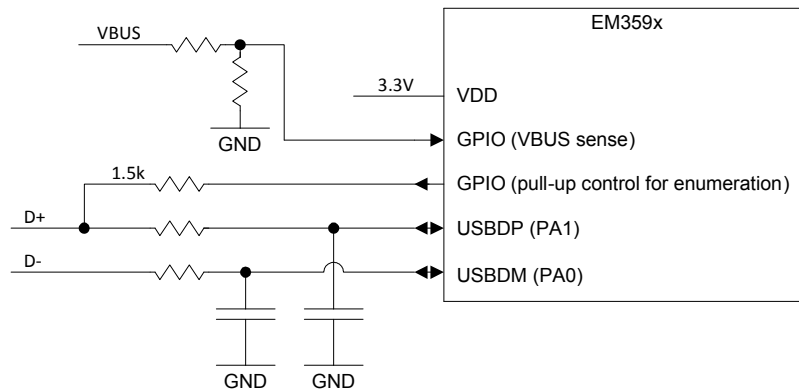 EM359x
VBUS
3.3V
VDD
GND
GPIO (VBUS sense)
1.5k
GPIO (pull-up control for enumeration)
D+
USBDP (PA1)
D-
USBDM (PA0)
GND
GND